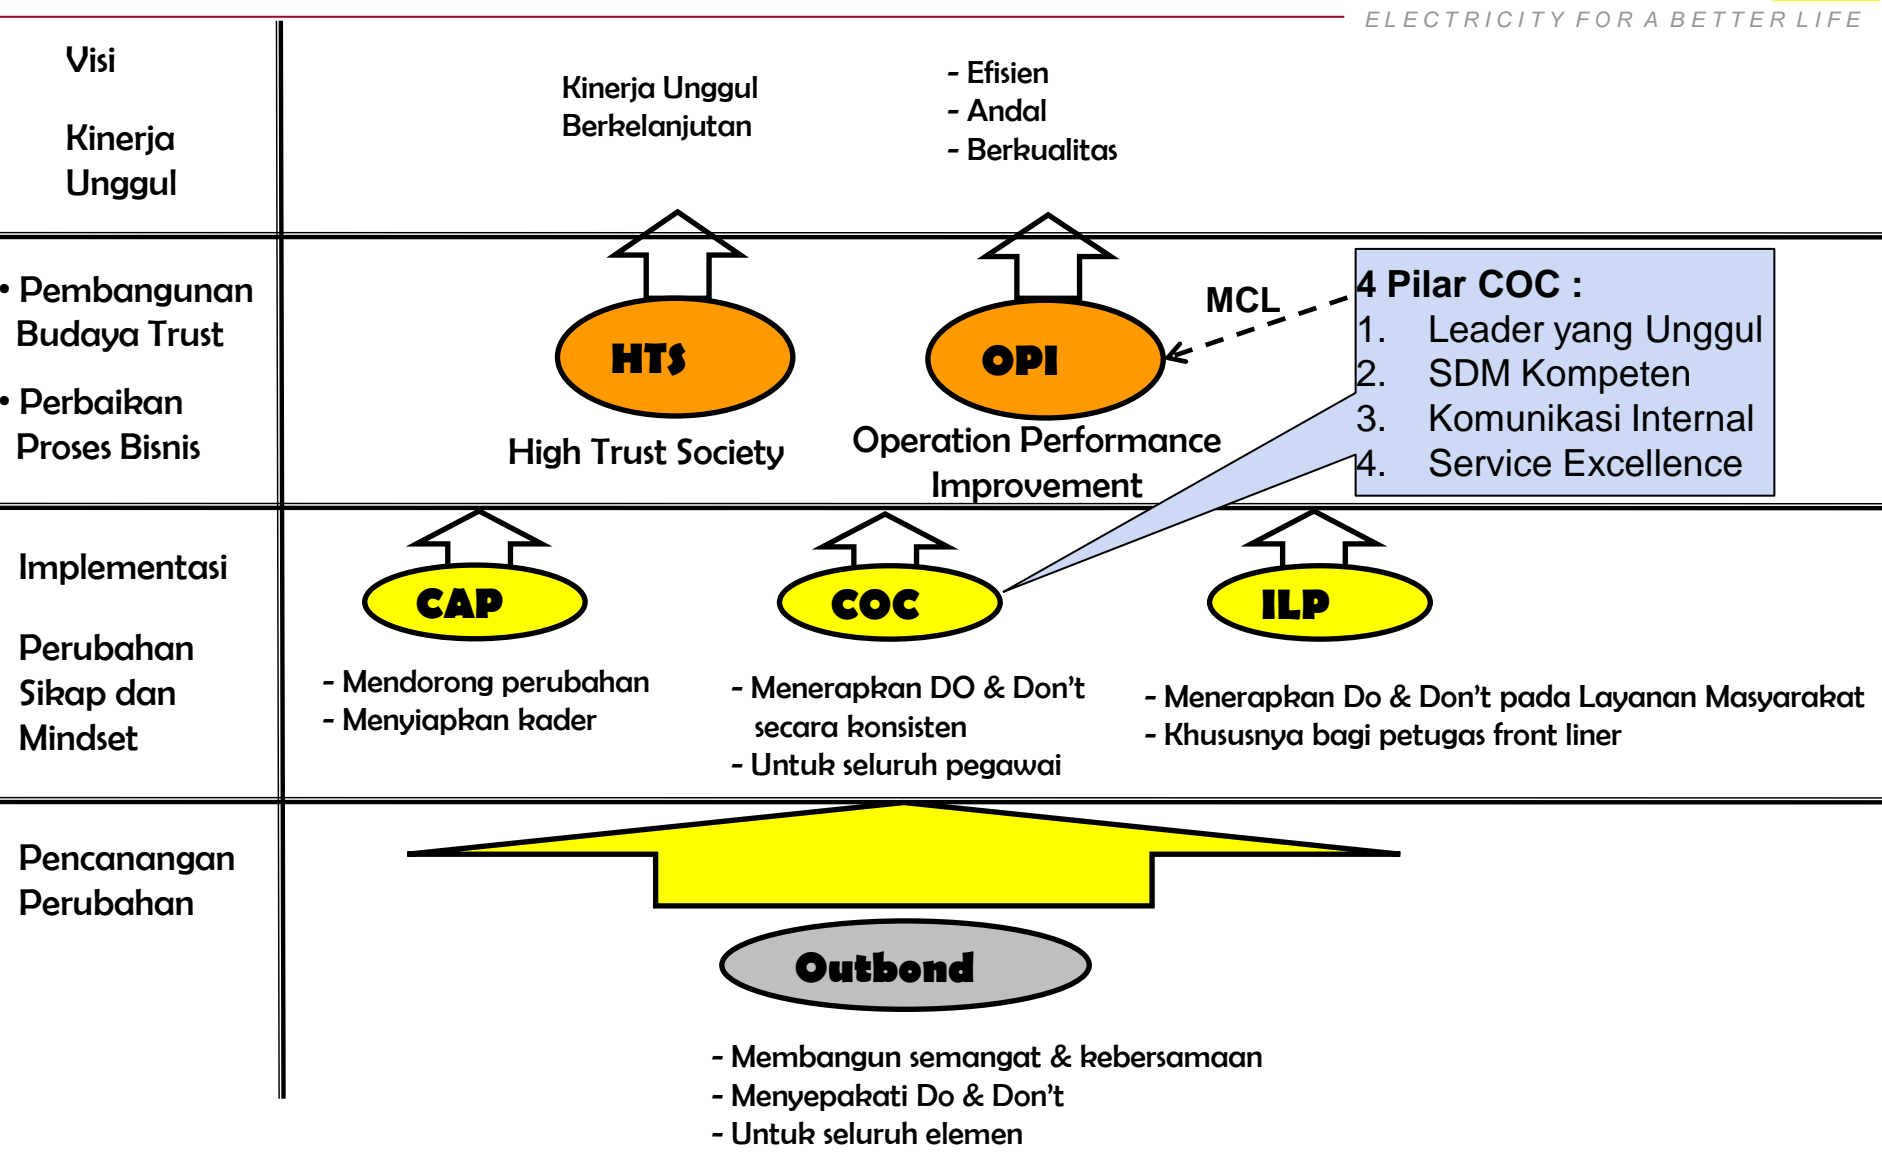 ELECTRICITY FOR A BETTER LIFE
Visi
Kinerja
Unggul
Kinerja Unggul
Berkelanjutan
- Efisien
- Andal
- Berkualitas
• Pembangunan
Budaya Trust
• Perbaikan
Proses Bisnis
HTS
High Trust Society
OPI
Operation Performance
Improvement
MCL
4 Pilar COC :
1. Leader yang Unggul
2. SDM Kompeten
3. Komunikasi Internal
4. Service Excellence
Implementasi
Perubahan
Sikap dan
Mindset
CAP
- Mendorong perubahan
- Menyiapkan kader
COC
- Menerapkan DO & Don't
secara konsisten
- Untuk seluruh pegawai
ILP
- Menerapkan Do & Don't pada Layanan Masyarakat
- Khususnya bagi petugas front liner
Pencanangan
Perubahan
Outbond
- Membangun semangat & kebersamaan
- Menyepakati Do & Don't
- Untuk seluruh elemen